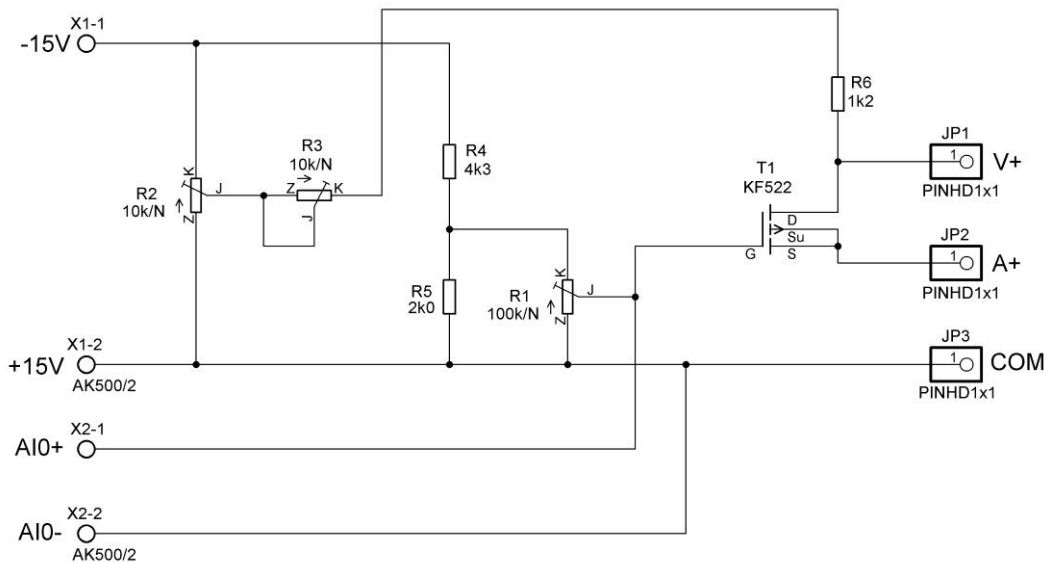 X1-1
-15V
R6
1k2
JP1
1
V+
PINHD1x1
R3
10k/N
Z
K
J
R4
4k3
T1
KF522
K
R2
10k/N
J
Z
D
Su
G
S
JP2
1
A+
PINHD1x1
K
R5
2k0
R1
100k/N
J
Z
X1-2
+15V
AK500/2
JP3
1
COM
PINHD1x1
X2-1
AI0+
X2-2
AI0-
AK500/2